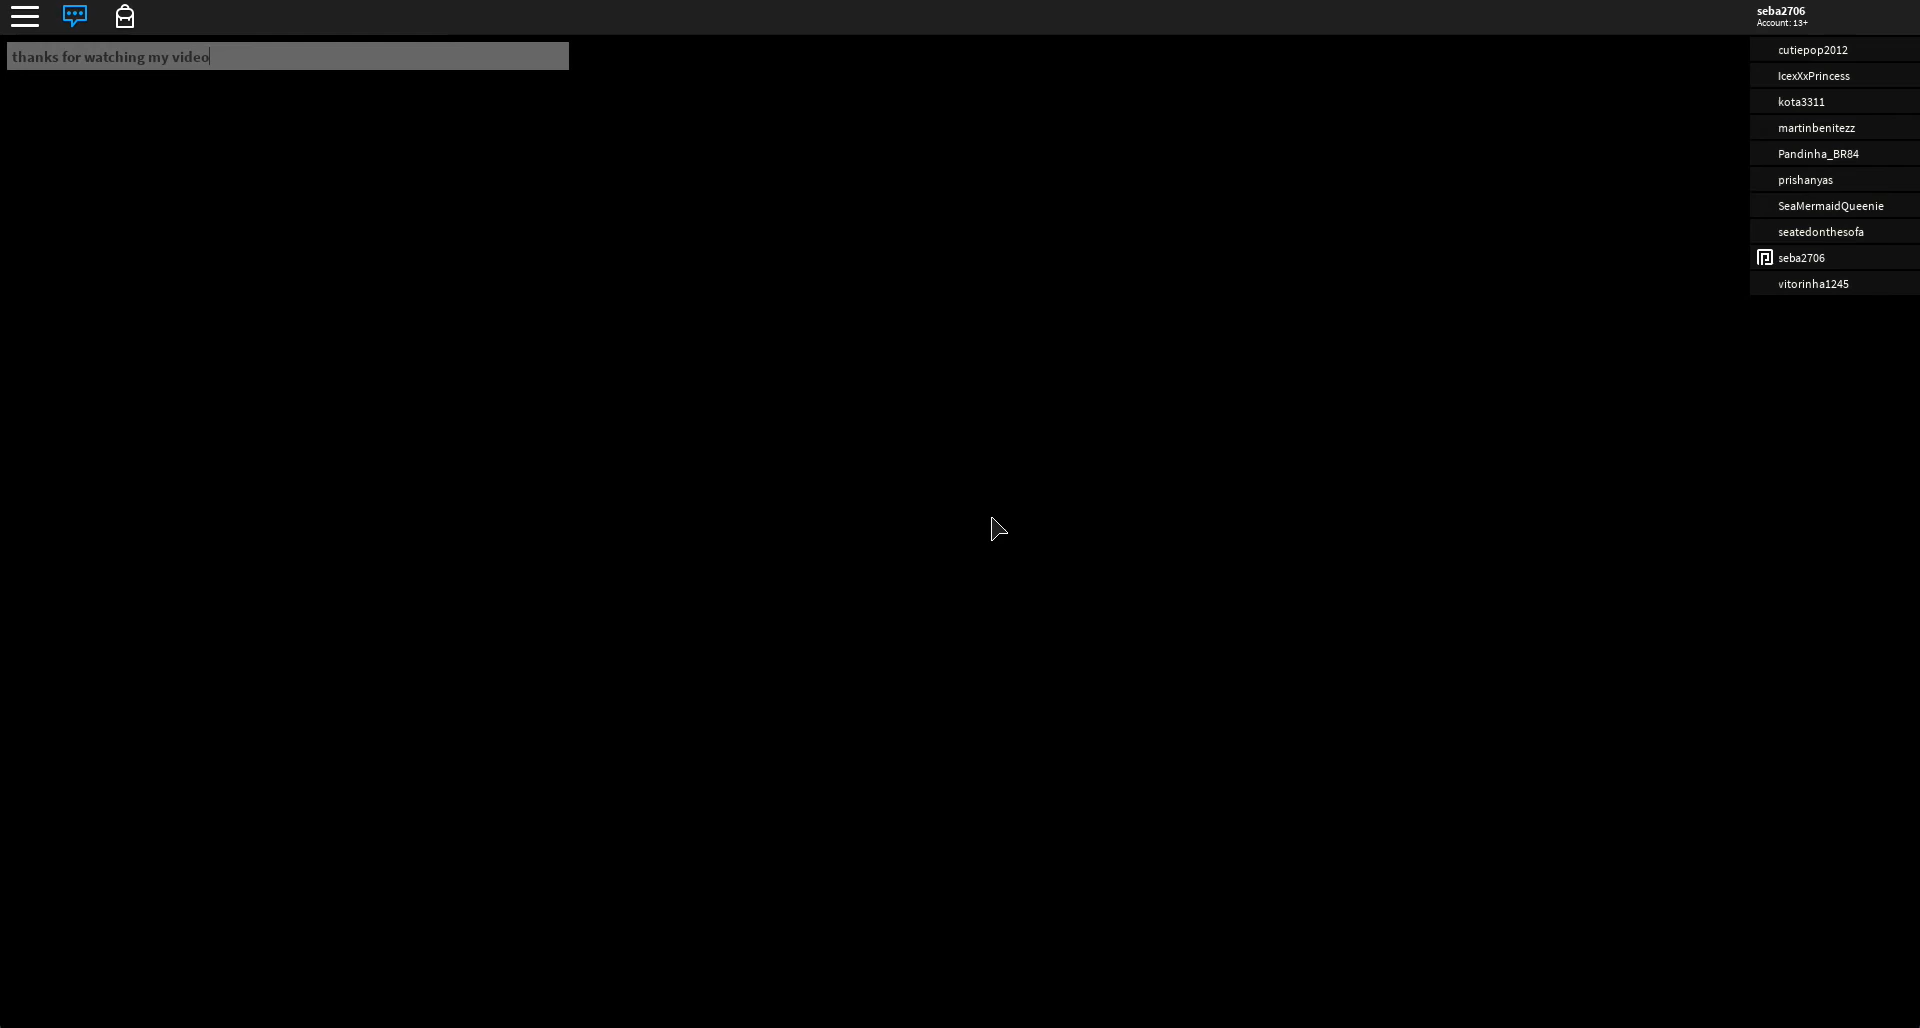 seba2706
Account: 13+
thanks for watching my video
cutiepop2012
IcexXxPrincess
kota3311
martinbenitezz
Pandinha_BR84
prishanyas
SeaMermaidQueenie
seatedonthesofa
seba2706
vitorinha1245